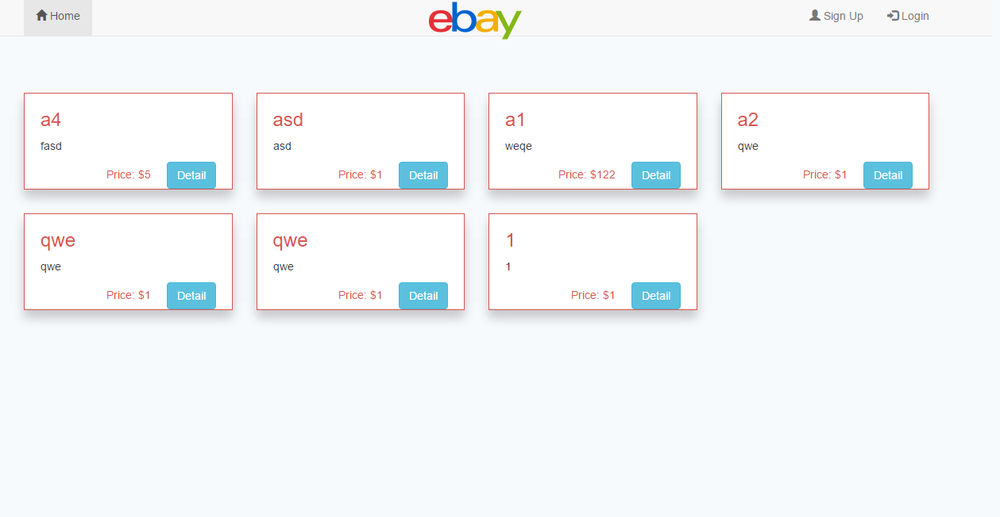 Home
ebay
Sign Up
Login
a4
fasd
Price: $5
Detail
asd
asd
Price: $1
Detail
a1
weqe
Price: $122
Detail
a2
qwe
Price: $1
Detail
qwe
qwe
Price: $1
Detail
qwe
qwe
Price: $1
Detail
1
1
Price: $1
Detail